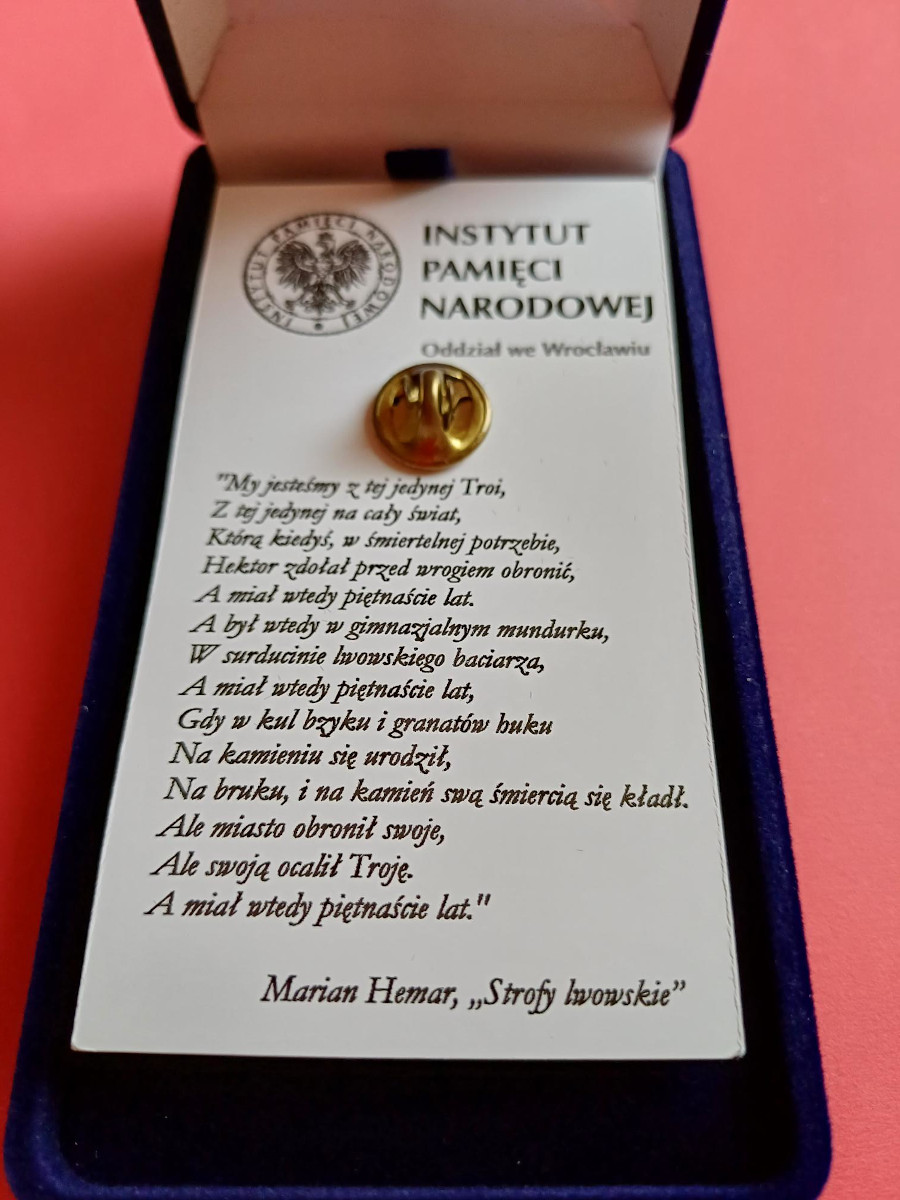 INSTYTUT PAMIĘCI NARODOWEJ
INSTYTUT
PAMIĘCI
NARODOWEJ
Oddział we Wrocławiu
"My jesteśmy z tej jedynej Troi,
Z tej jedynej na cały świat,
Którą kiedyś, w śmiertelnej potrzebie,
Hektor zdołał przed wrogiem obronić,
A miał wtedy piętnaście lat.
A był wtedy w gimnazjalnym mundurku,
W surducinie lwowskiego baciarza,
A miał wtedy piętnaście lat,
Gdy w kul bzyku i granatów huku
Na kamieniu się urodził,
Na bruku, i na kamień swą śmiercią się kładł.
Ale miasto obronił swoje,
Ale swoją ocalił Troję.
A miał wtedy piętnaście lat."
Marian Hemar, „Strofy lwowskie”